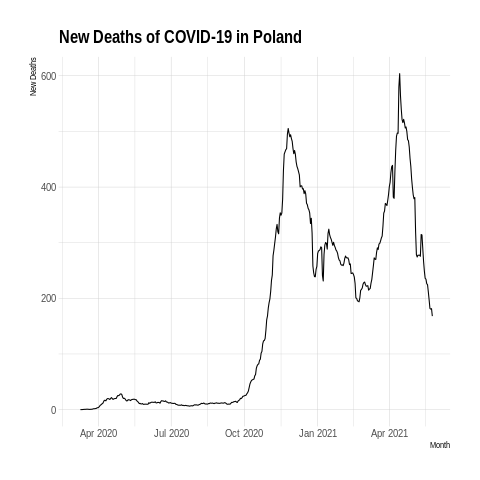 New Deaths of COVID-19 in Poland
New Deaths
600
400
200
0
Apr 2020 Jul 2020 Oct 2020 Jan 2021 Apr 2021
Month